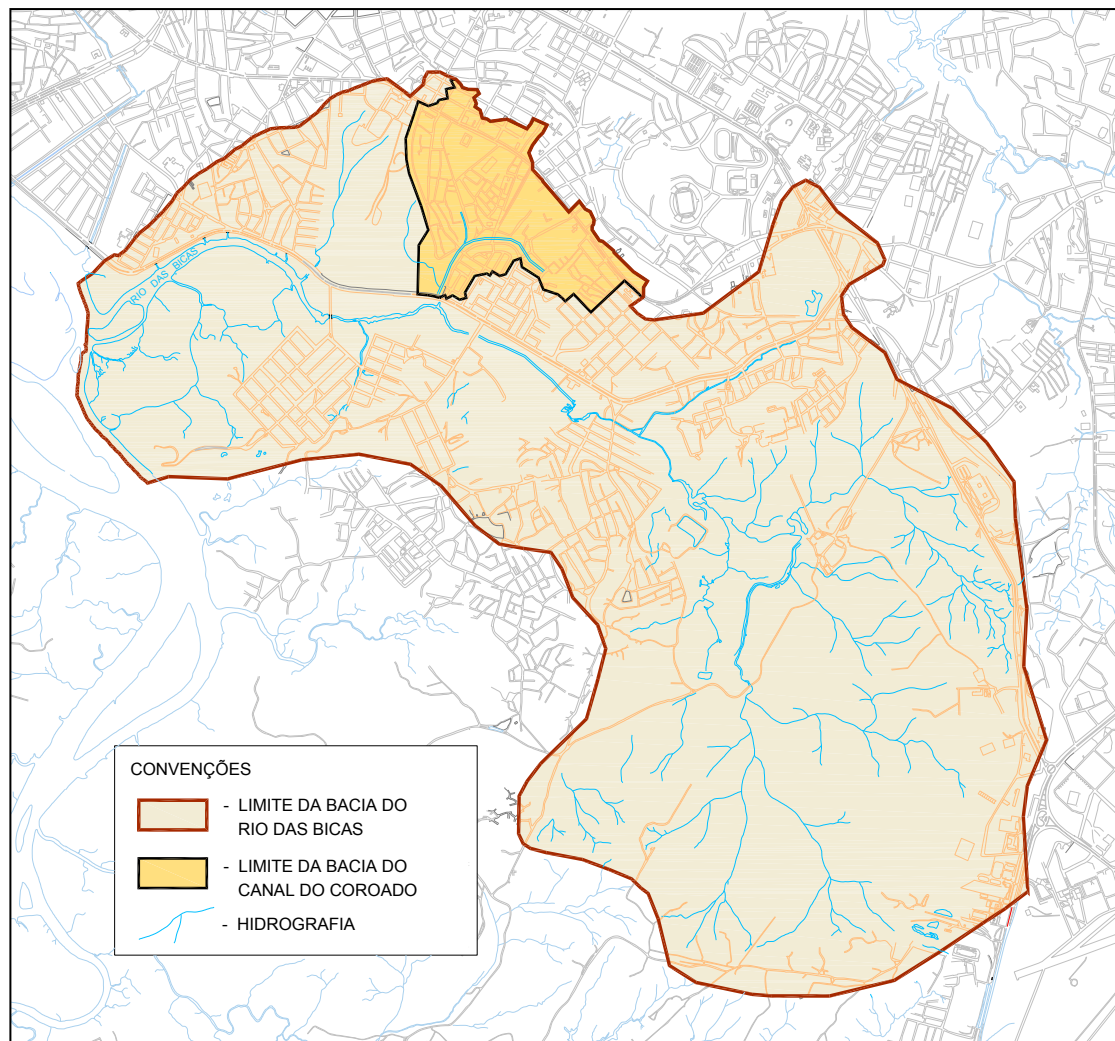 RIO DAS BICAS
CONVENÇÕES
- LIMITE DA BACIA DO
RIO DAS BICAS
- LIMITE DA BACIA DO
CANAL DO COROADO
- HIDROGRAFIA